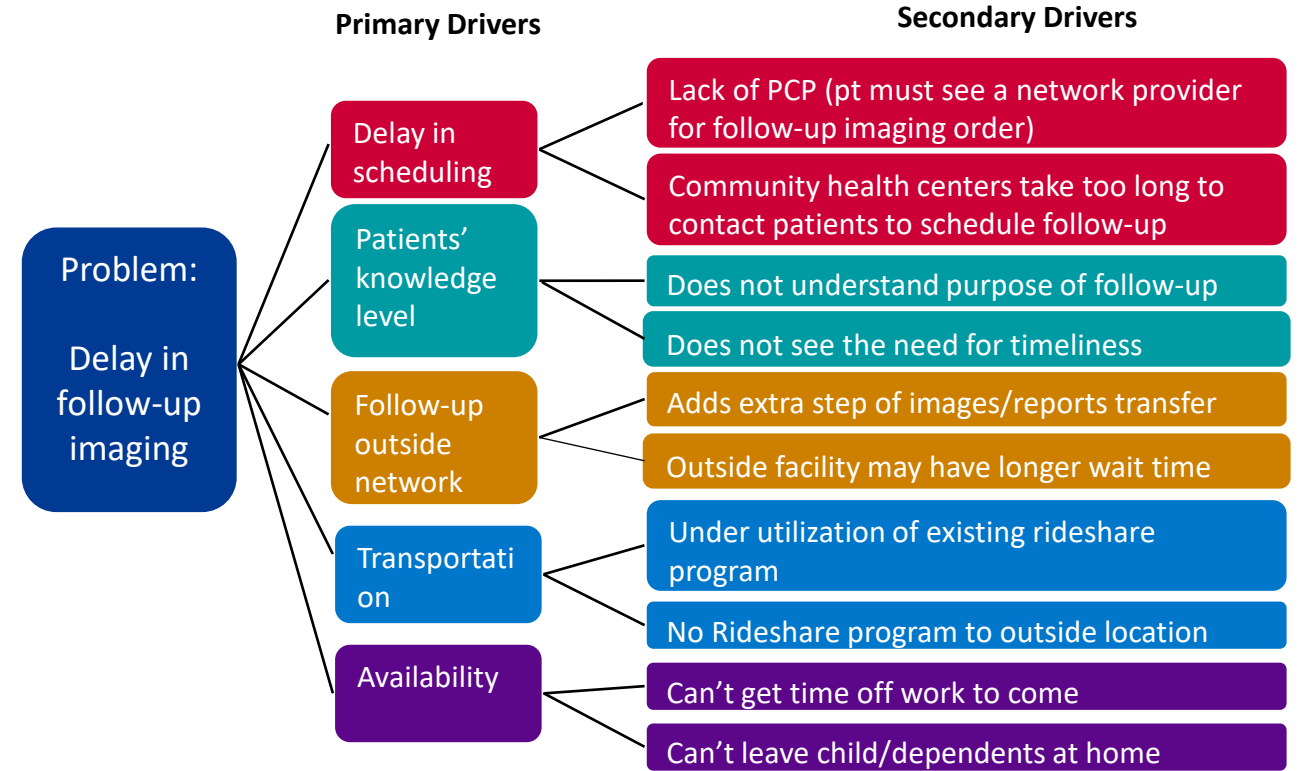 Primary Drivers
Secondary Drivers
Problem:
Delay in
follow-up
imaging
Delay in
scheduling
Lack of PCP (pt must see a network provider
for follow-up imaging order)
Community health centers take too long to
contact patients to schedule follow-up
Patients’
knowledge
level
Does not understand purpose of follow-up
Does not see the need for timeliness
Follow-up
outside
network
Adds extra step of images/reports transfer
Outside facility may have longer wait time
Transportati
on
Under utilization of existing rideshare
program
No Rideshare program to outside location
Availability
Can’t get time off work to come
Can’t leave child/dependents at home